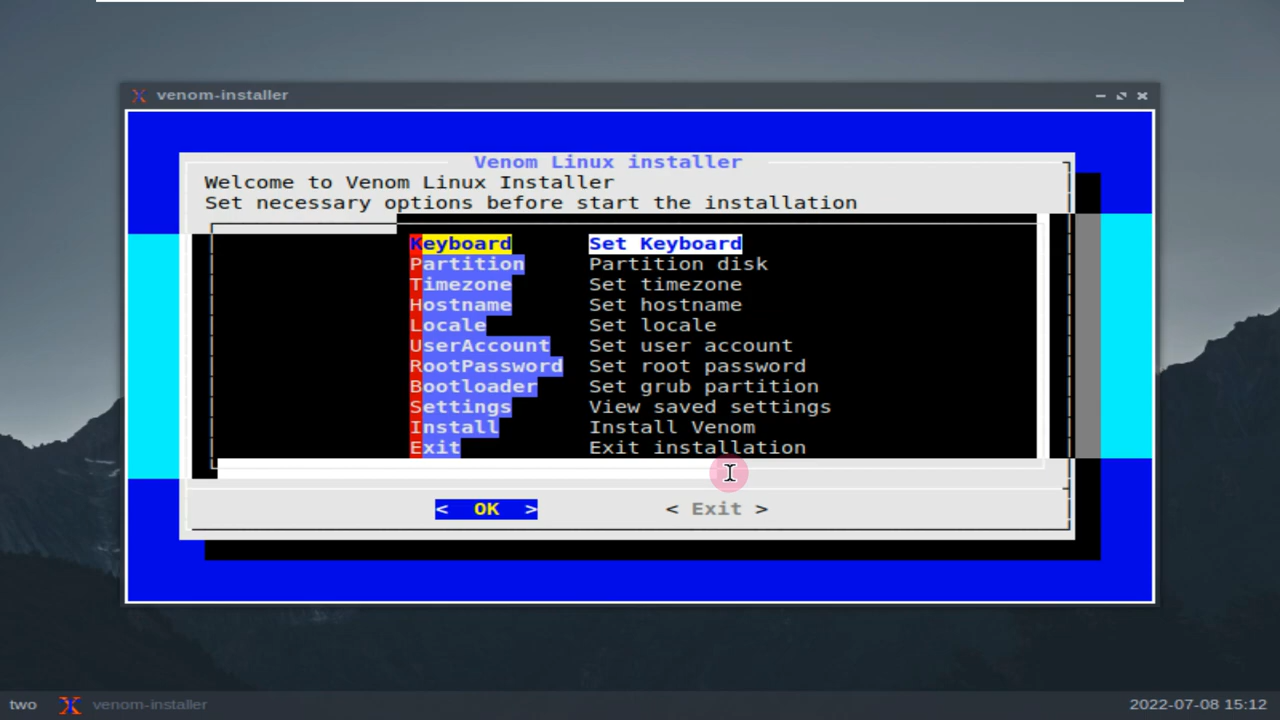 venom-installer
Venom Linux installer
Welcome to Venom Linux Installer
Set necessary options before start the installation
Keyboard Set Keyboard
Partition Partition disk
Timezone Set timezone
Hostname Set hostname
Locale Set locale
UserAccount Set user account
RootPassword Set root password
Bootloader Set grub partition
Settings View saved settings
Install Install Venom
Exit Exit installation
< OK > < Exit >
two venom-installer 2022-07-08 15:12